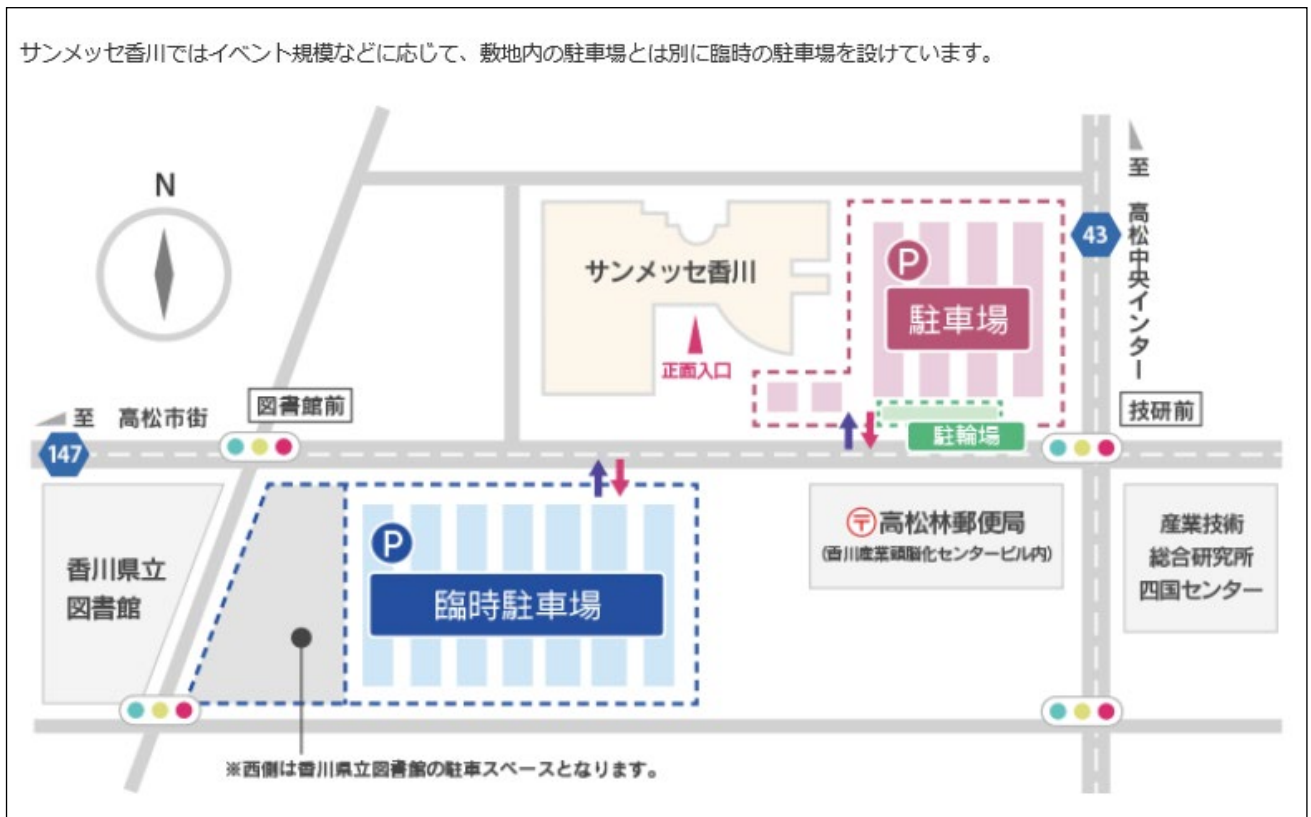 サンメッセ香川ではイベント規模などに応じて、敷地内の駐車場とは別に臨時の駐車場を設けています。
N
至 高松中央インター
43
サンメッセ香川
P
駐車場
正面入口
至 高松市街
図書館前
技研前
147
駐輪場
香川県立
図書館
P
臨時駐車場
〒高松林郵便局
(香川産業頭脳化センタービル内)
産業技術
総合研究所
四国センター
※西側は香川県立図書館の駐車スペースとなります。